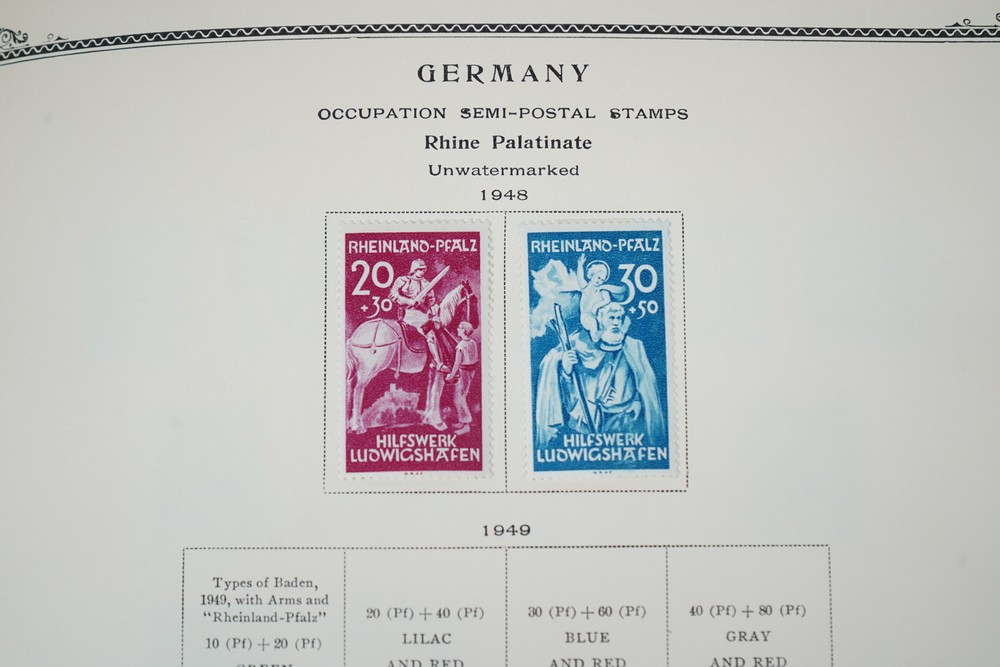 GERMANY
OCCUPATION SEMI-POSTAL STAMPS
Rhine Palatinate
Unwatermarked
1948
RHEINLAND-PFALZ
20
+30
HILFSWERK
LUDWIGSHAFEN
RHEINLAND-PFALZ
30
+50
HILFSWERK
LUDWIGSHAFEN
1949
Types of Baden,
1949, with Arms and
"Rheinland-Pfalz"
10 (Pf) + 20 (Pf)
GREEN
20 (Pf) + 40 (Pf)
LILAC
AND RED
30 (Pf) + 60 (Pf)
BLUE
AND RED
40 (Pf) + 80 (Pf)
GRAY
AND RED